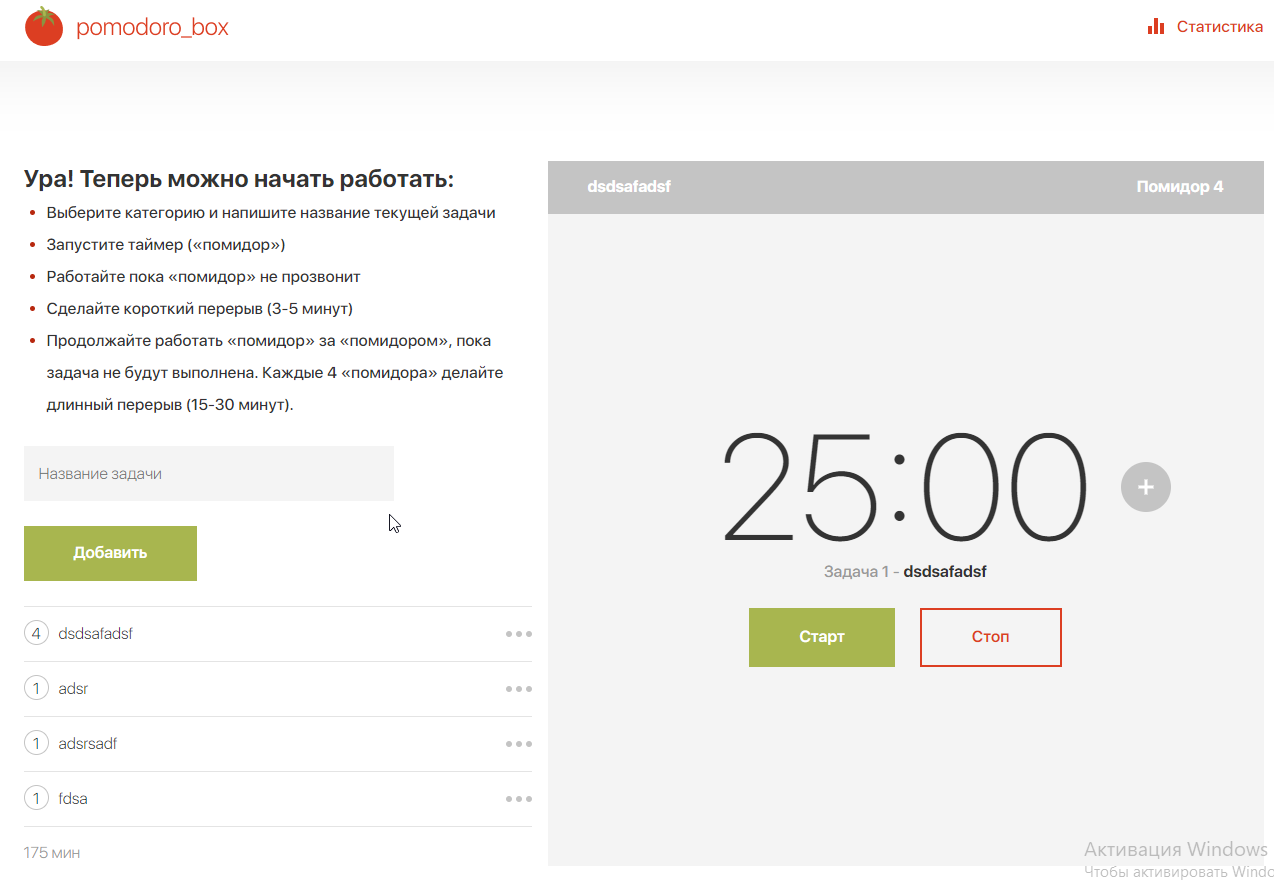 pomodoro_box
Статистика
Ура! Теперь можно начать работать:
Выберите категорию и напишите название текущей задачи
Запустите таймер («помидор»)
Работайте пока «помидор» не прозвонит
Сделайте короткий перерыв (3-5 минут)
Продолжайте работать «помидор» за «помидором», пока
задача не будут выполнена. Каждые 4 «помидора» делайте
длинный перерыв (15-30 минут).
Название задачи
Добавить
4 dsdsafadsf
1 adsr
1 adsrsadf
1 fdsa
175 мин
dsdsafadsf
Помидор 4
25:00
+
Задача 1 - dsdsafadsf
Старт
Стоп
Активация Windows
Чтобы активировать Windo